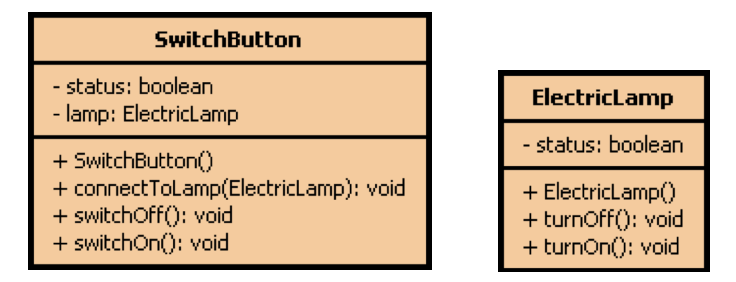 SwitchButton
- status: boolean
- lamp: ElectricLamp
+ SwitchButton()
+ connectToLamp(ElectricLamp): void
+ switchOff(): void
+ switchOn(): void
ElectricLamp
- status: boolean
+ ElectricLamp()
+ turnOff(): void
+ turnOn(): void